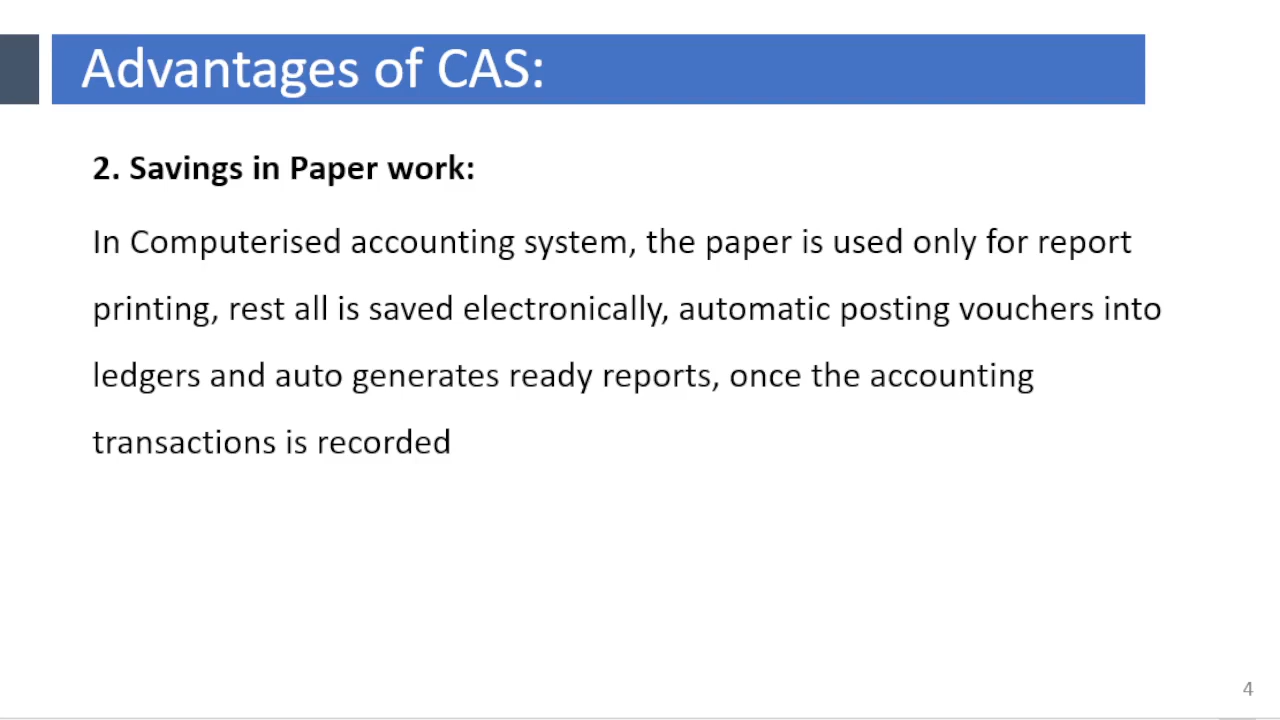 Advantages of CAS:
2. Savings in Paper work:
In Computerised accounting system, the paper is used only for report
printing, rest all is saved electronically, automatic posting vouchers into
ledgers and auto generates ready reports, once the accounting
transactions is recorded
4